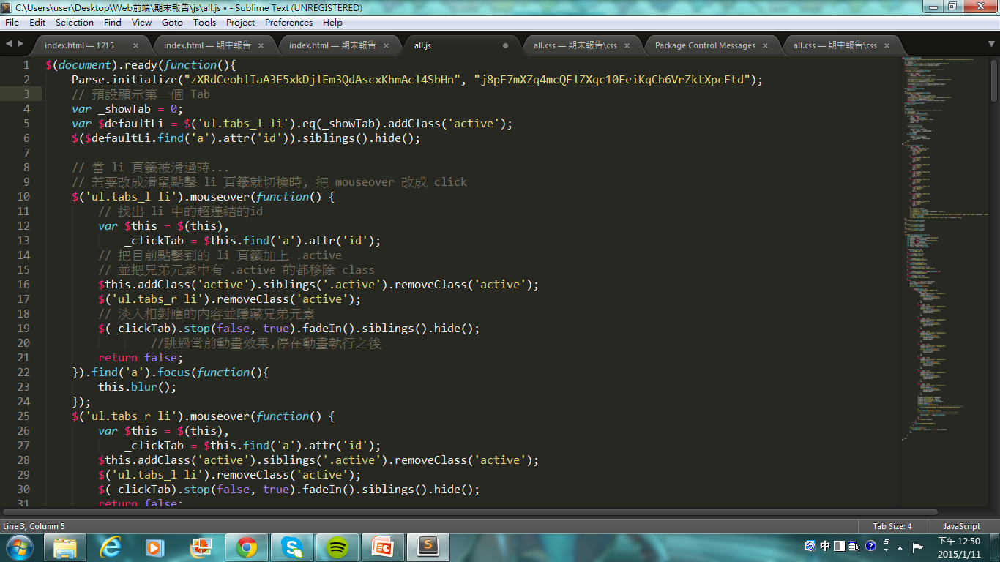 C:\Users\user\Desktop\Web前端\期末報告\js\all.js • - Sublime Text (UNREGISTERED)
File Edit Selection Find View Goto Tools Project Preferences Help
index.html — 1215 × index.html — 期中報告 × index.html — 期末報告 × all.js all.css — 期末報告\css × Package Control Messages × all.css — 期中報告\css ×
1 $(document).ready(function(){
2 Parse.initialize("zXRdCeohlIaA3E5xkDjlEm3QdAscxKhmAcl4SbHn", "j8pF7mXZq4mcQFlZXqc10EeiKqCh6VrZktXpcFtd");
3 // 預設顯示第一個 Tab
4 var _showTab = 0;
5 var $defaultLi = $('ul.tabs_l li').eq(_showTab).addClass('active');
6 $($defaultLi.find('a').attr('id')).siblings().hide();
7
8 // 當 li 頁籤被滑過時...
9 // 若要改成滑鼠點擊 li 頁籤就切換時, 把 mouseover 改成 click
10 $('ul.tabs_l li').mouseover(function() {
11 // 找出 li 中的超連結的id
12 var $this = $(this),
13 _clickTab = $this.find('a').attr('id');
14 // 把目前點擊到的 li 頁籤加上 .active
15 // 並把兄弟元素中有 .active 的都移除 class
16 $this.addClass('active').siblings('.active').removeClass('active');
17 $('ul.tabs_r li').removeClass('active');
18 // 淡入相對應的內容並隱藏兄弟元素
19 $(_clickTab).stop(false, true).fadeIn().siblings().hide();
20 //跳過當前動畫效果,停在動畫執行之後
21 return false;
22 }).find('a').focus(function(){
23 this.blur();
24 });
25 $('ul.tabs_r li').mouseover(function() {
26 var $this = $(this),
27 _clickTab = $this.find('a').attr('id');
28 $this.addClass('active').siblings('.active').removeClass('active');
29 $('ul.tabs_l li').removeClass('active');
30 $(_clickTab).stop(false, true).fadeIn().siblings().hide();
31 return false;
Line 3, Column 5 Tab Size: 4 JavaScript
中 下午 12:50
2015/1/11